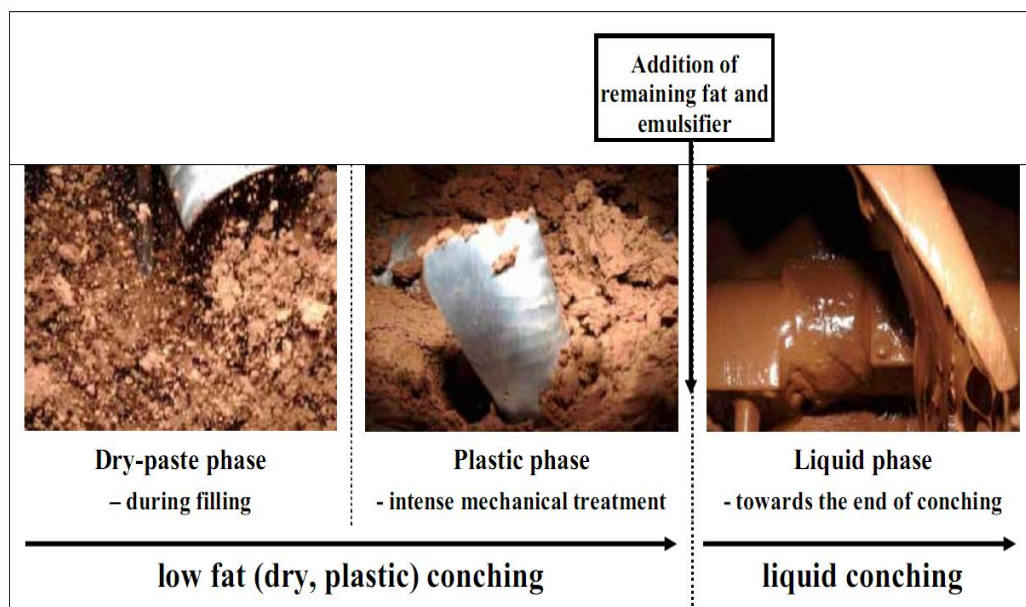 Addition of
remaining fat and
emulsifier
Dry-paste phase
– during filling
Plastic phase
- intense mechanical treatment
Liquid phase
- towards the end of conching
low fat (dry, plastic) conching
liquid conching